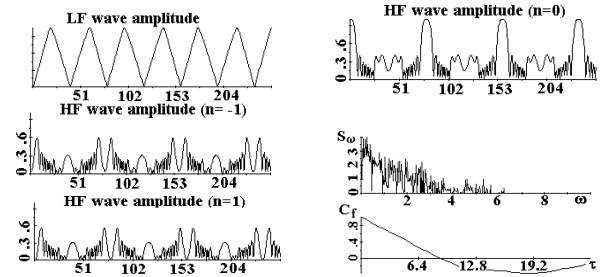 LF wave amplitude
51 102 153 204
HF wave amplitude (n= -1)
0 .3 .6
51 102 153 204
HF wave amplitude (n=1)
0 .3 .6
51 102 153 204
HF wave amplitude (n=0)
0 .3 .6
51 102 153 204
Sω
0 1 2 3
2 4 6 8 ω
Cf
.4 .8
6.4 12.8 19.2 τ